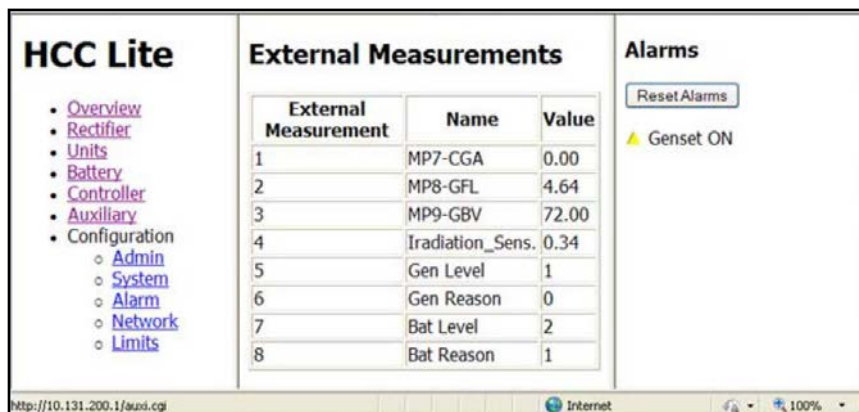 HCC Lite
Overview
Rectifier
Units
Battery
Controller
Auxiliary
Configuration
Admin
System
Alarm
Network
Limits
External Measurements
External Measurement Name Value
1 MP7-CGA 0.00
2 MP8-GFL 4.64
3 MP9-GBV 72.00
4 Iradiation_Sens. 0.34
5 Gen Level 1
6 Gen Reason 0
7 Bat Level 2
8 Bat Reason 1
Alarms
Reset Alarms
Genset ON
http://10.131.200.1/auxi.cgi Internet 100%